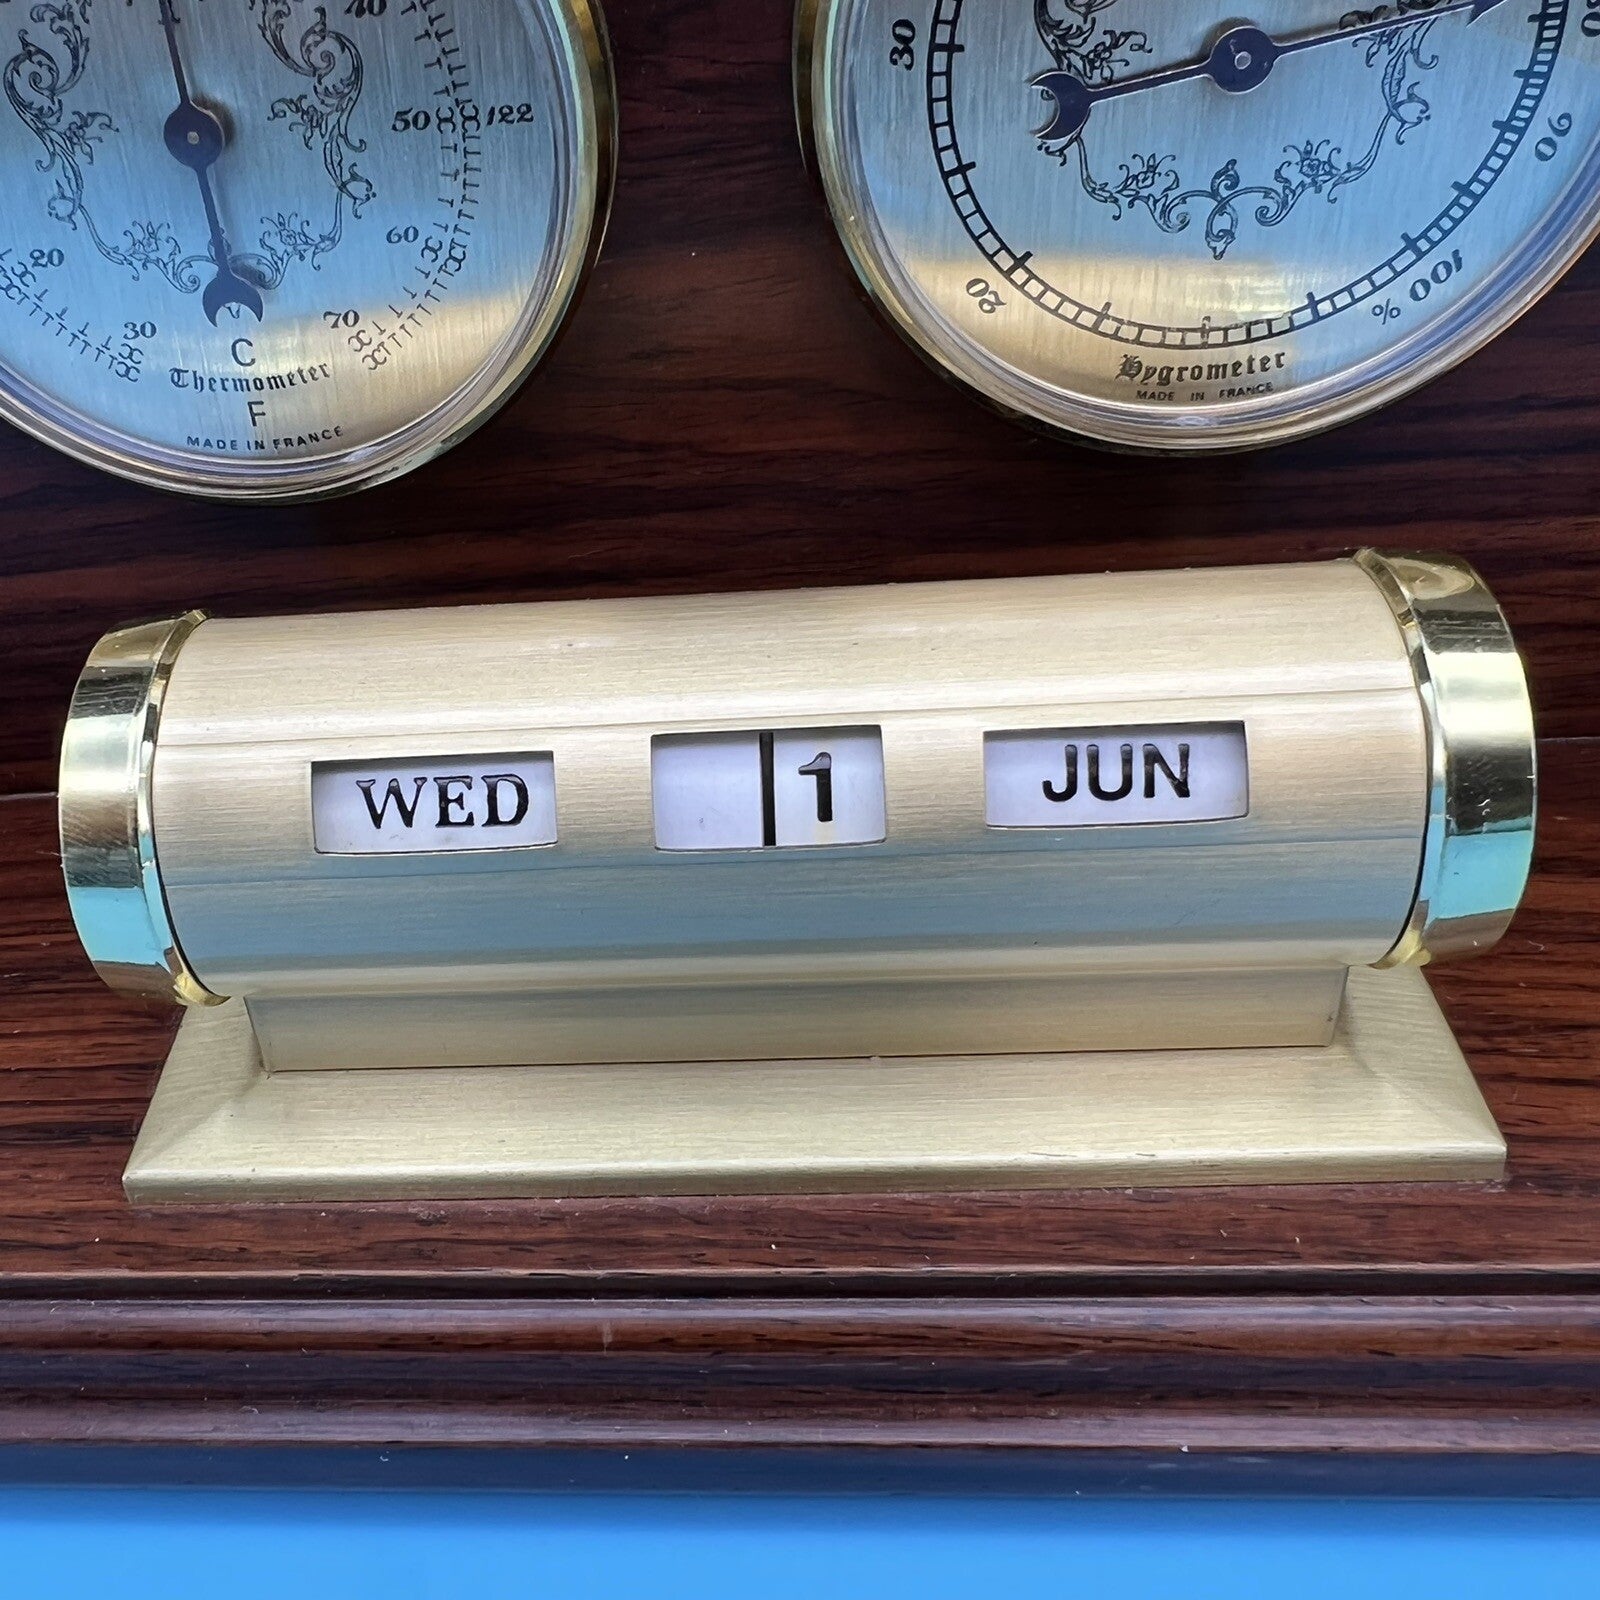 40
50 122
60
70
20
30
C
Thermometer
F
MADE IN FRANCE
30
20
90
100
%
Hygrometer
MADE IN FRANCE
WED 1 JUN